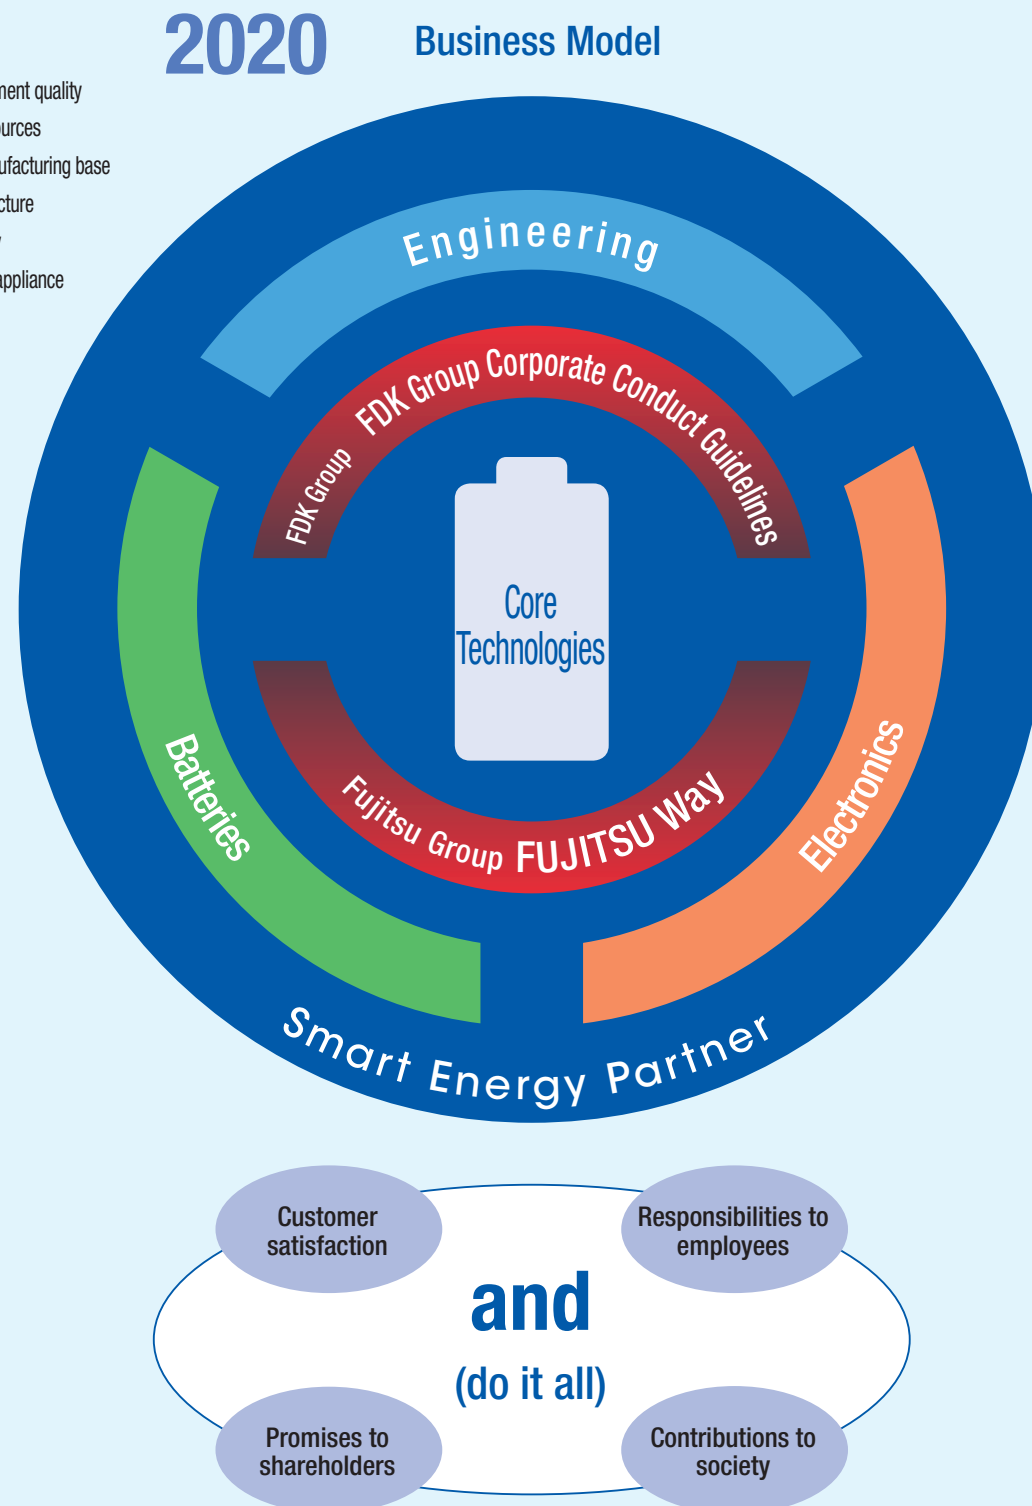 2020
Business Model
ment quality
ources
ufacturing base
cture
appliance
Engineering
FDK Group FDK Group Corporate Conduct Guidelines
Core
Technologies
Batteries
Electronics
Fujitsu Group FUJITSU Way
Smart Energy Partner
Customer
satisfaction
Responsibilities to
employees
and
(do it all)
Promises to
shareholders
Contributions to
society